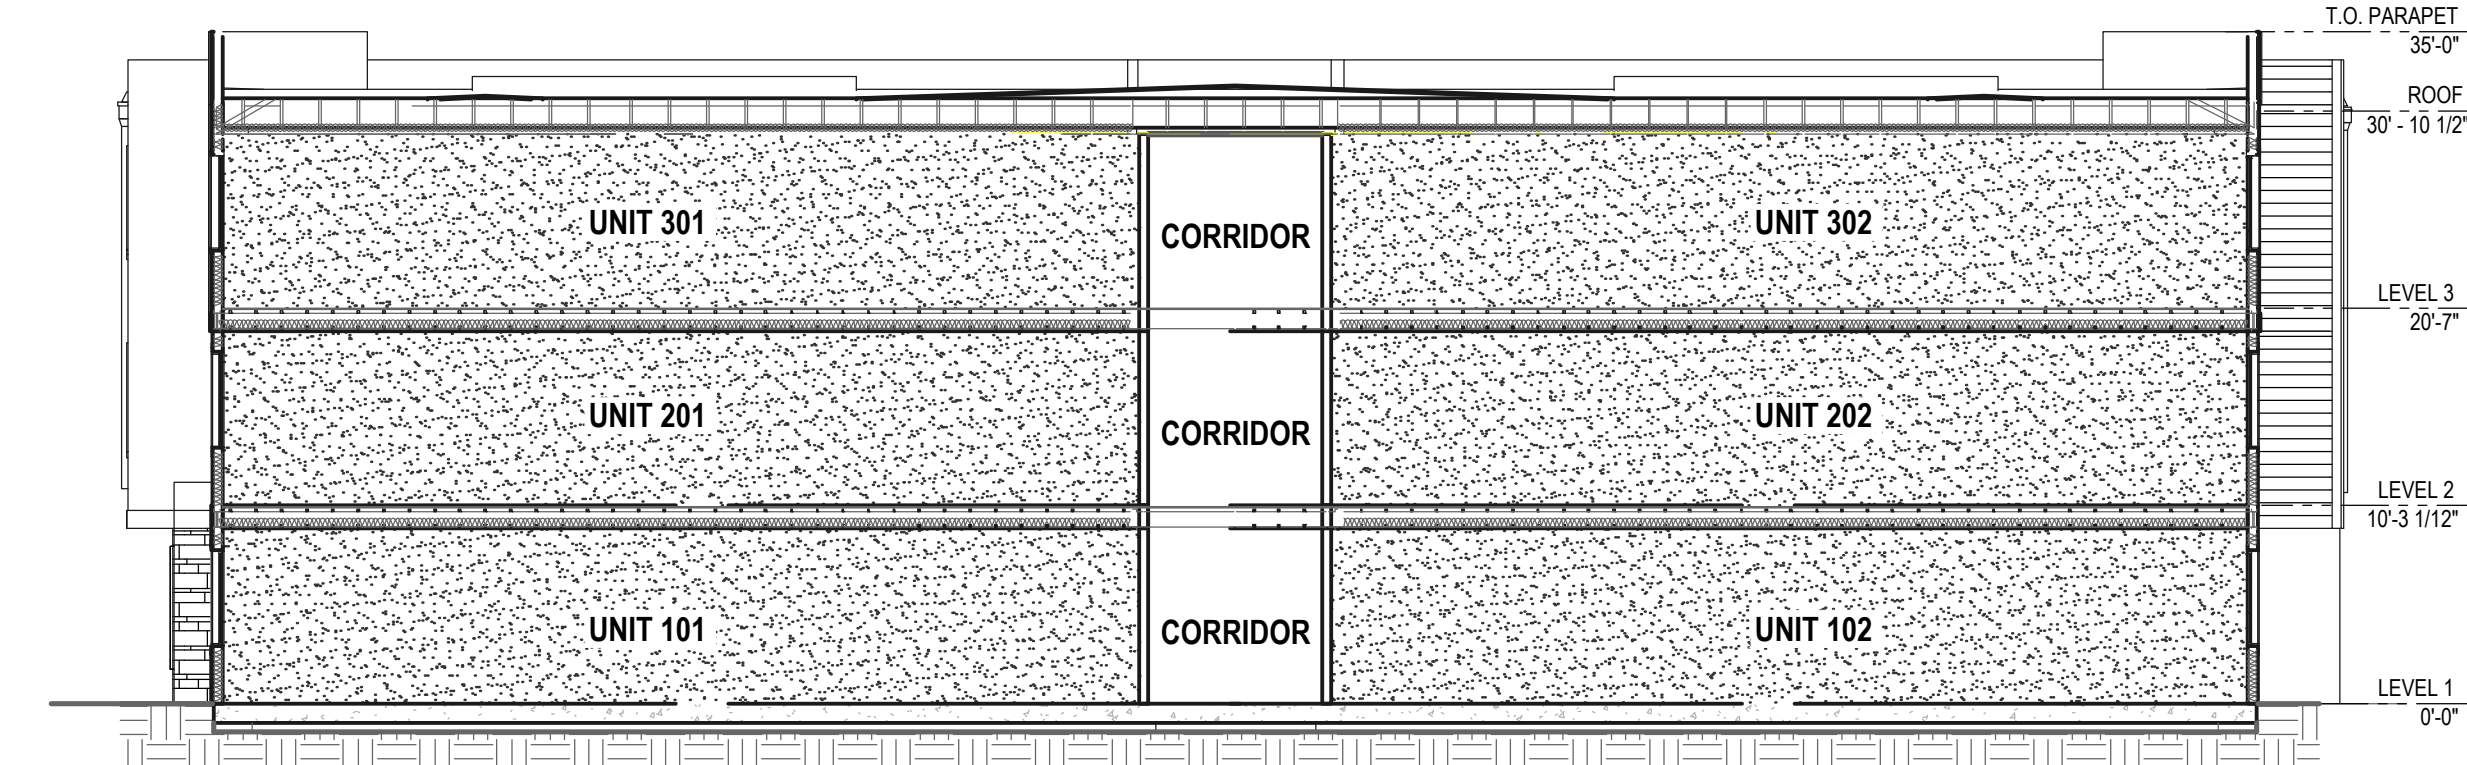 T.O. PARAPET
35'-0"
ROOF
30' - 10 1/2"
UNIT 301
CORRIDOR
UNIT 302
LEVEL 3
20'-7"
UNIT 201
CORRIDOR
UNIT 202
LEVEL 2
10'-3 1/12"
UNIT 101
CORRIDOR
UNIT 102
LEVEL 1
0'-0"